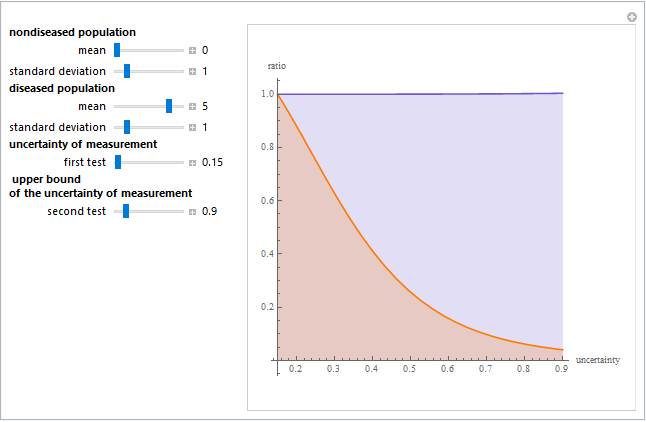 nondiseased population
mean 0
standard deviation 1
diseased population
mean 5
standard deviation 1
uncertainty of measurement
first test 0.15
upper bound
of the uncertainty of measurement
second test 0.9
ratio
1.0
0.8
0.6
0.4
0.2
uncertainty
0.2 0.3 0.4 0.5 0.6 0.7 0.8 0.9